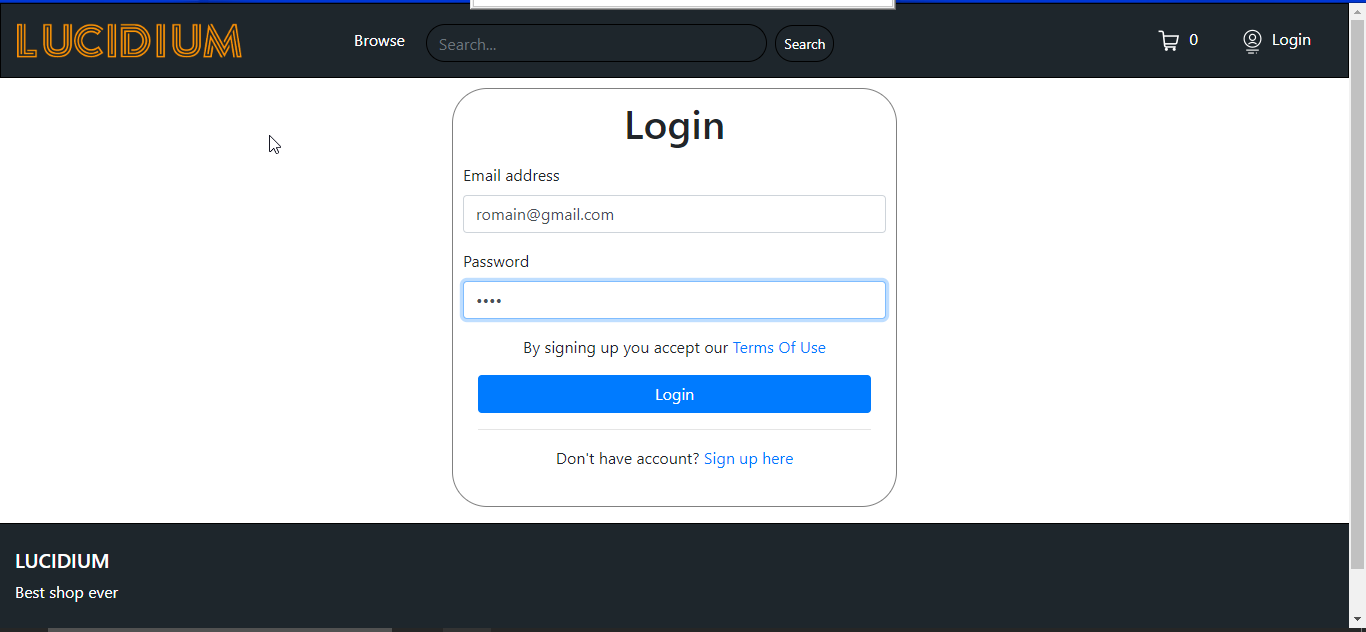 LUCIDIUM
Browse
Search...
Search
0
Login
Login
Email address
romain@gmail.com
Password
••••
By signing up you accept our Terms Of Use
Login
Don't have account? Sign up here
LUCIDIUM
Best shop ever